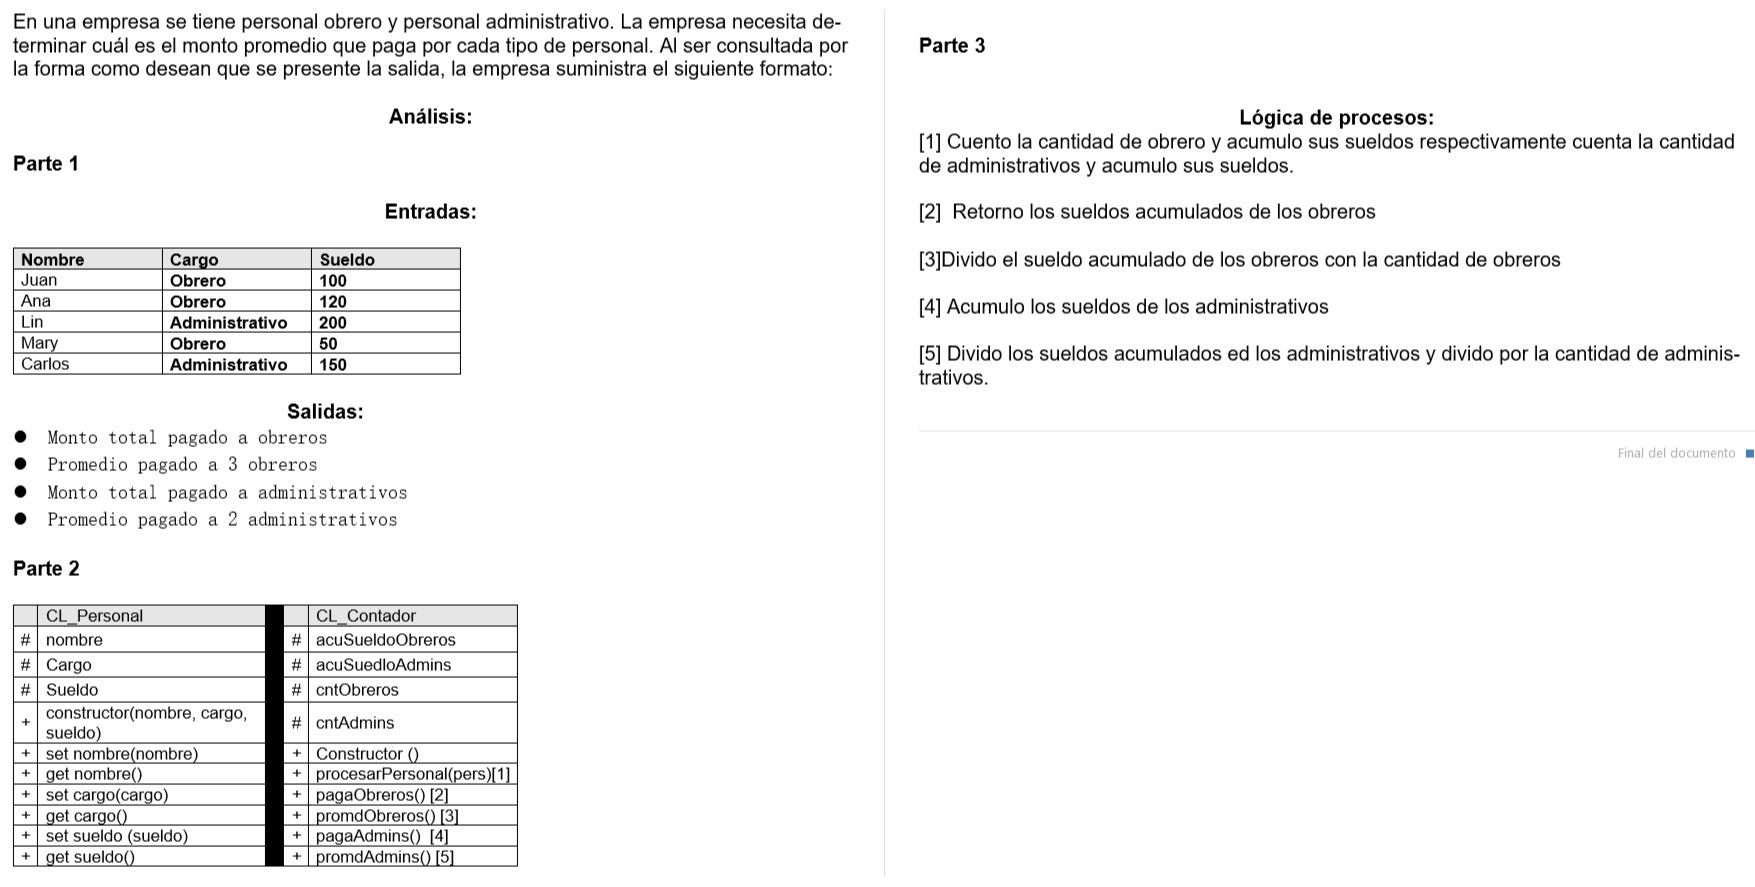 En una empresa se tiene personal obrero y personal administrativo. La empresa necesita de-
terminar cuál es el monto promedio que paga por cada tipo de personal. Al ser consultada por
la forma como desean que se presente la salida, la empresa suministra el siguiente formato:
Análisis:
Parte 1
Entradas:
Nombre Cargo Sueldo
Juan Obrero 100
Ana Obrero 120
Lin Administrativo 200
Mary Obrero 50
Carlos Administrativo 150
Salidas:
● Monto total pagado a obreros
● Promedio pagado a 3 obreros
● Monto total pagado a administrativos
● Promedio pagado a 2 administrativos
Parte 2
CL_Personal CL_Contador
# nombre # acuSueldoObreros
# Cargo # acuSuedloAdmins
# Sueldo # cntObreros
+ constructor(nombre, cargo,
sueldo) # cntAdmins
+ set nombre(nombre) + Constructor ()
+ get nombre() + procesarPersonal(pers)[1]
+ set cargo(cargo) + pagaObreros() [2]
+ get cargo() + promdObreros() [3]
+ set sueldo (sueldo) + pagaAdmins() [4]
+ get sueldo() + promdAdmins() [5]
Parte 3
Lógica de procesos:
[1] Cuento la cantidad de obrero y acumulo sus sueldos respectivamente cuenta la cantidad
de administrativos y acumulo sus sueldos.
[2] Retorno los sueldos acumulados de los obreros
[3]Divido el sueldo acumulado de los obreros con la cantidad de obreros
[4] Acumulo los sueldos de los administrativos
[5] Divido los sueldos acumulados ed los administrativos y divido por la cantidad de adminis-
trativos.
Final del documento